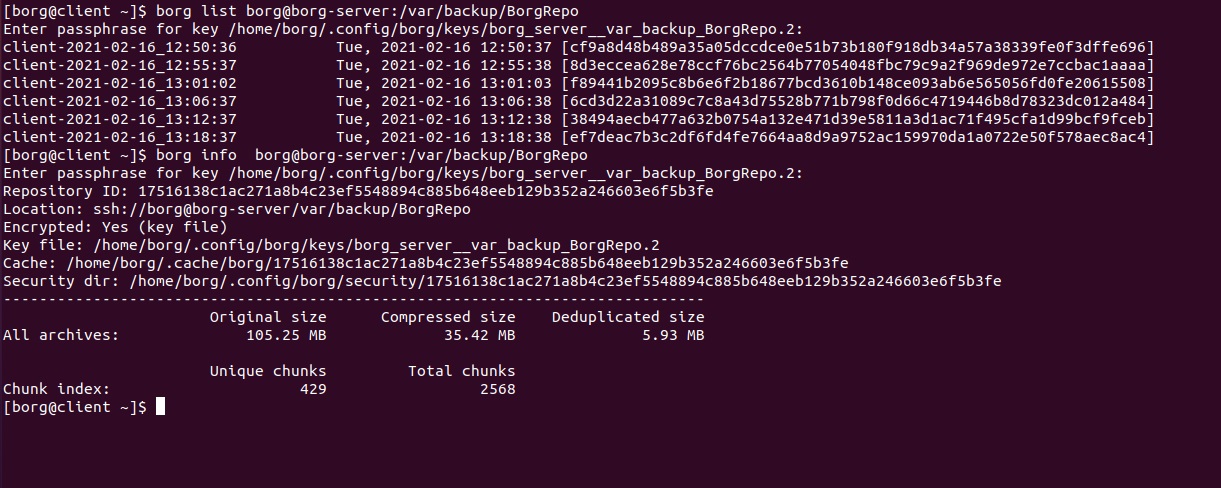 [borg@client ~]$ borg list borg@borg-server:/var/backup/BorgRepo
Enter passphrase for key /home/borg/.config/borg/keys/borg_server__var_backup_BorgRepo.2:
client-2021-02-16_12:50:36           Tue, 2021-02-16 12:50:37 [cf9a8d48b489a35a05dccdce0e51b73b180f918db34a57a38339fe0f3dffe696]
client-2021-02-16_12:55:37           Tue, 2021-02-16 12:55:38 [8d3eccea628e78ccf76bc2564b77054048fbc79c9a2f969de972e7ccbac1aaaa]
client-2021-02-16_13:01:02           Tue, 2021-02-16 13:01:03 [f89441b2095c8b6e6f2b18677bcd3610b148ce093ab6e565056fd0fe20615508]
client-2021-02-16_13:06:37           Tue, 2021-02-16 13:06:38 [6cd3d22a31089c7c8a43d75528b771b798f0d66c4719446b8d78323dc012a484]
client-2021-02-16_13:12:37           Tue, 2021-02-16 13:12:38 [38494aecb477a632b0754a132e471d39e5811a3d1ac71f495cfa1d99bcf9fceb]
client-2021-02-16_13:18:37           Tue, 2021-02-16 13:18:38 [ef7deac7b3c2df6fd4fe7664aa8d9a9752ac159970da1a0722e50f578aec8ac4]
[borg@client ~]$ borg info  borg@borg-server:/var/backup/BorgRepo
Enter passphrase for key /home/borg/.config/borg/keys/borg_server__var_backup_BorgRepo.2:
Repository ID: 17516138c1ac271a8b4c23ef5548894c885b648eeb129b352a246603e6f5b3fe
Location: ssh://borg@borg-server/var/backup/BorgRepo
Encrypted: Yes (key file)
Key file: /home/borg/.config/borg/keys/borg_server__var_backup_BorgRepo.2
Cache: /home/borg/.cache/borg/17516138c1ac271a8b4c23ef5548894c885b648eeb129b352a246603e6f5b3fe
Security dir: /home/borg/.config/borg/security/17516138c1ac271a8b4c23ef5548894c885b648eeb129b352a246603e6f5b3fe
------------------------------------------------------------------------------
                       Original size      Compressed size    Deduplicated size
All archives:              105.25 MB             35.42 MB              5.93 MB
                       Unique chunks         Total chunks
Chunk index:                     429                 2568
[borg@client ~]$